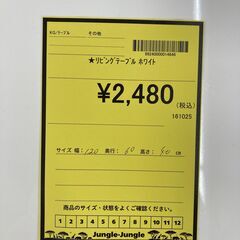 KG/テーブル その他
2482400000014646
★リビングテーブル ホワイト
¥2,480
(税込)
161025
サイズ 幅: 120 奥行: 60 高さ: 40 cm
商品のサイズ・状態をよくご確認ください
1 2 3 4 5 6 7 8 9 10 11 12
Jungle-Jungle